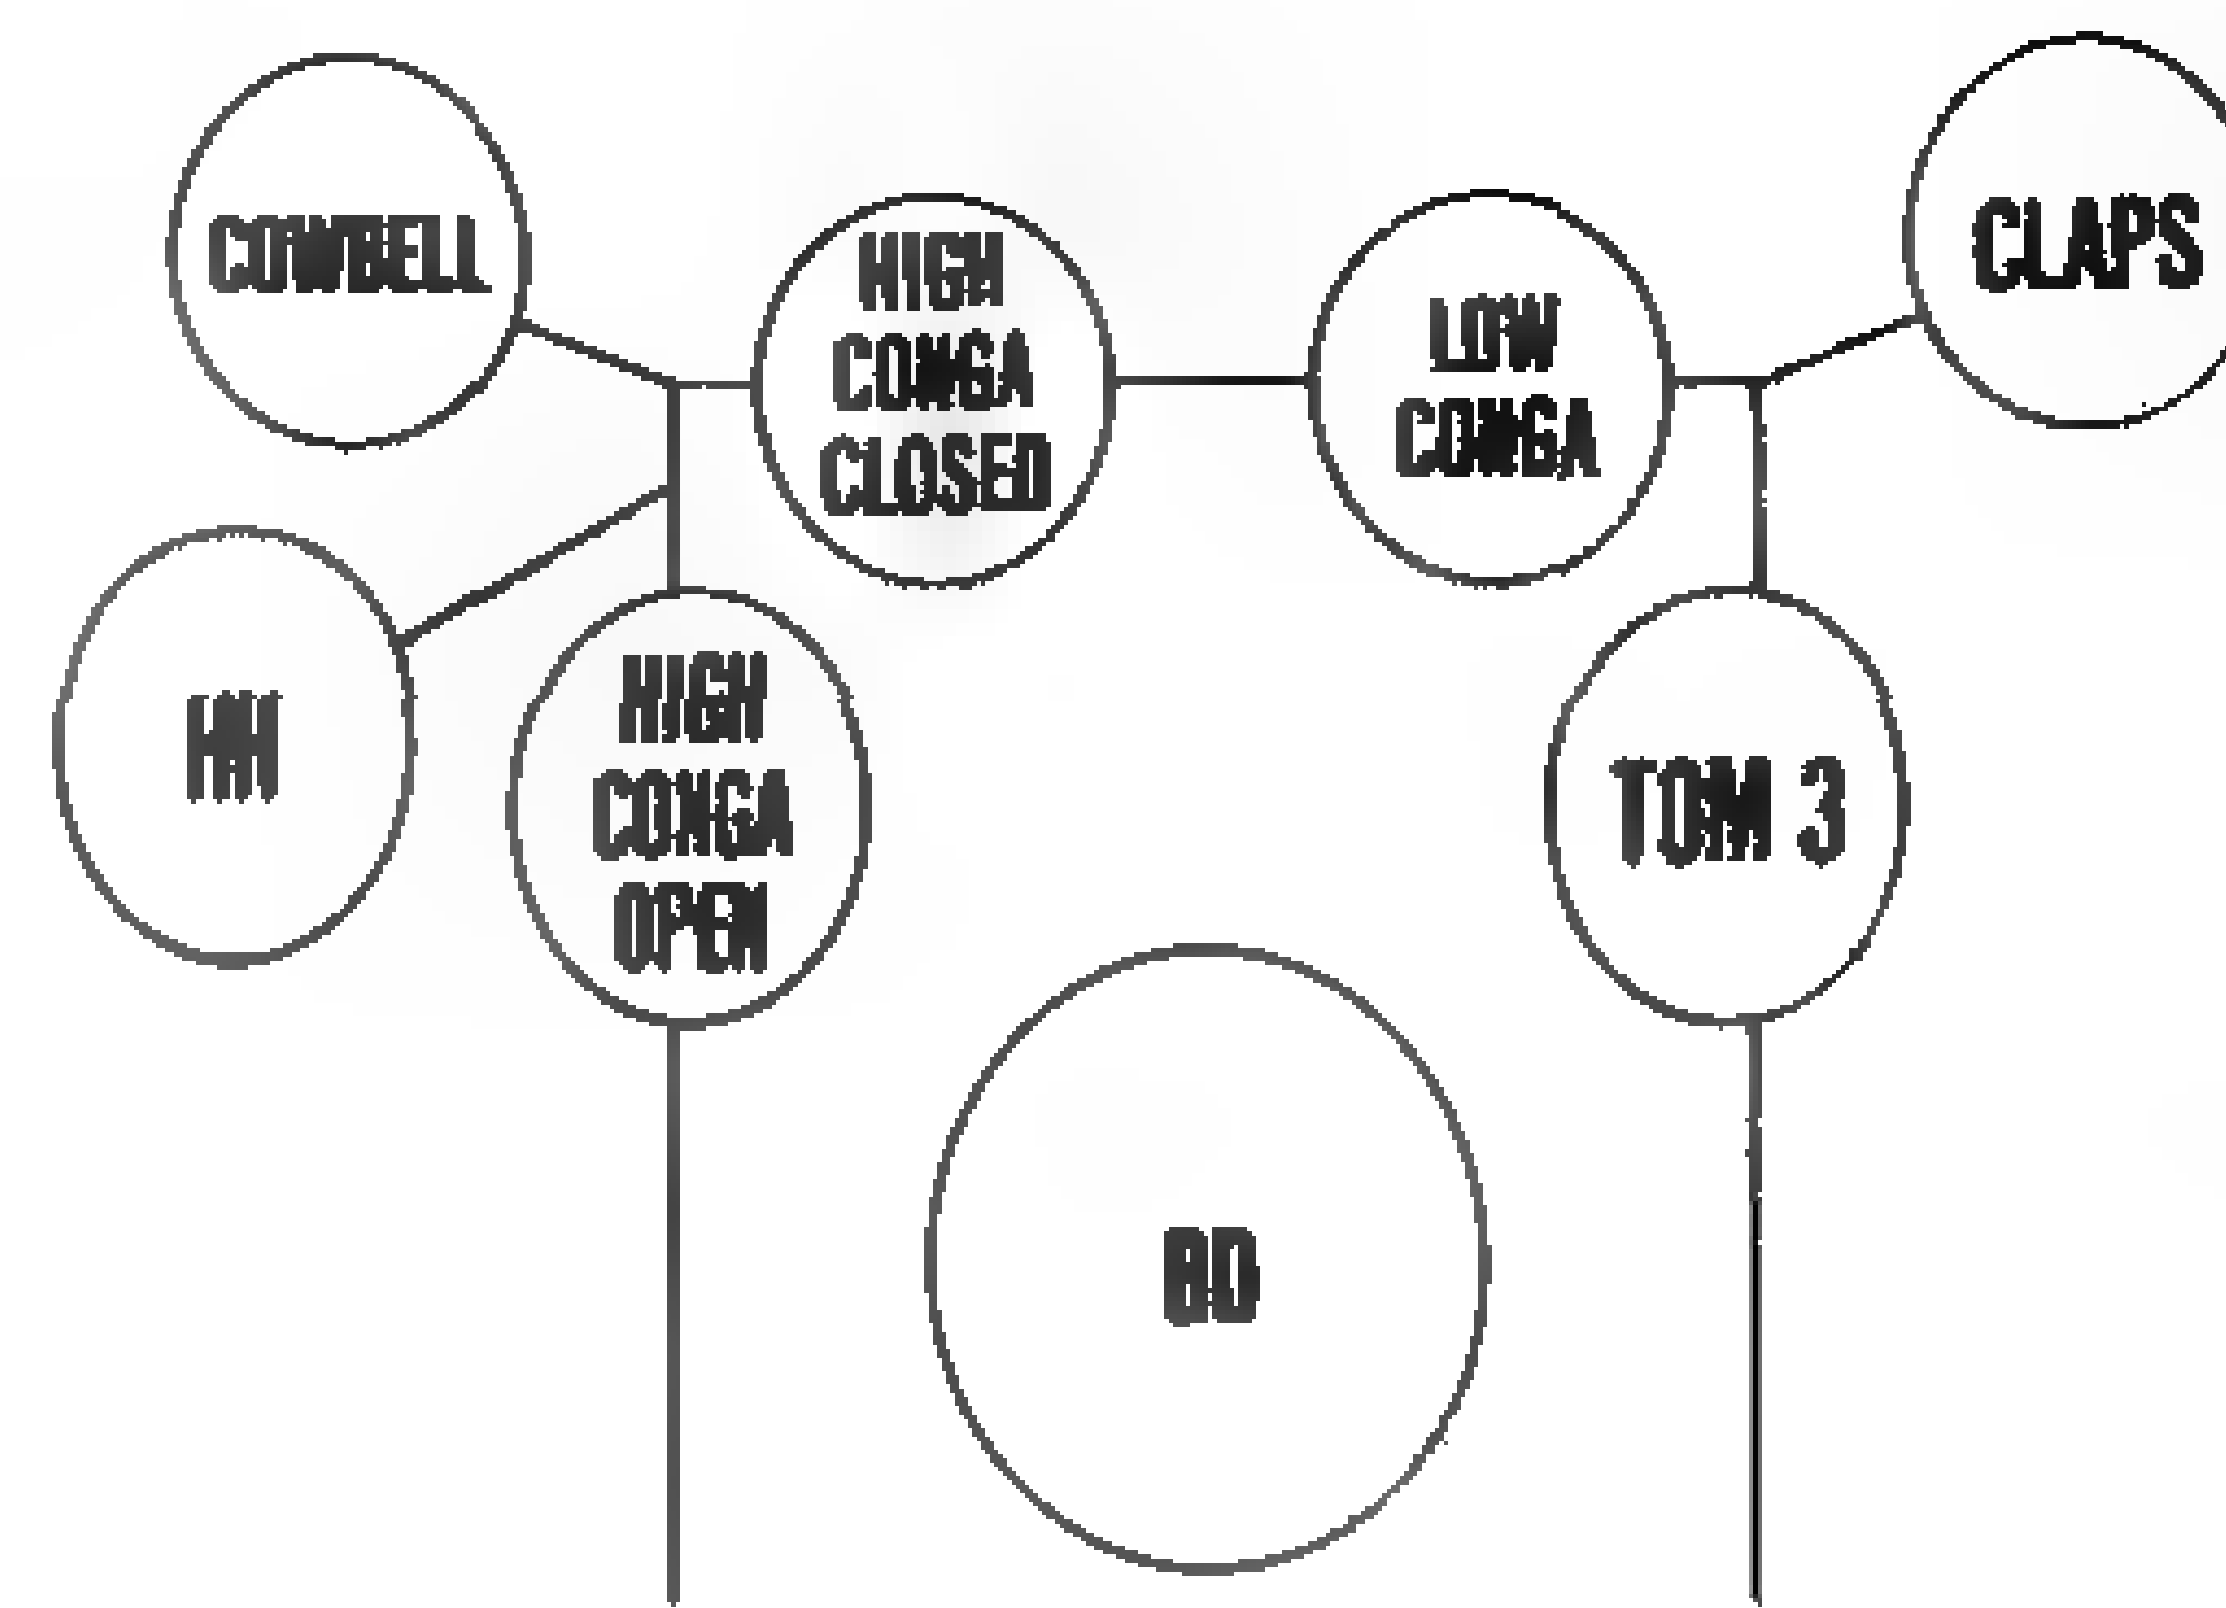 COWBELL
HIGH
CONGA
CLOSED
LOW
CONGA
CLAPS
HH
HIGH
CONGA
OPEN
TOM 3
BD